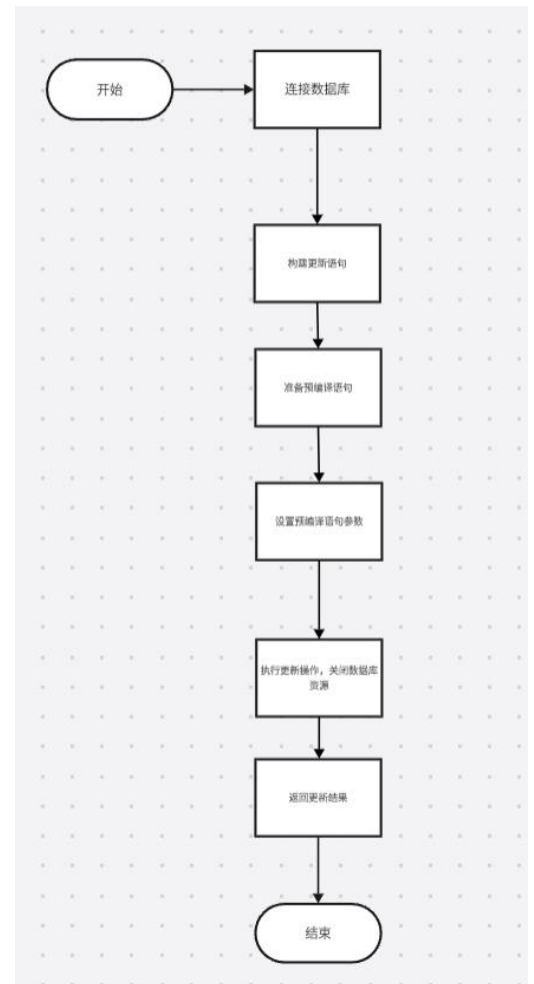 开始
连接数据库
构建更新语句
准备预编译语句
设置预编译语句参数
执行更新操作，关闭数据库
资源
返回更新结果
结束